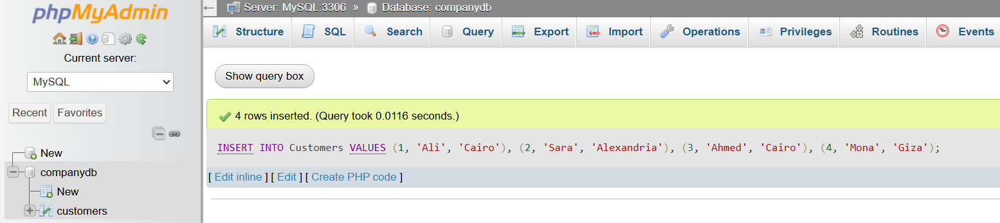 phpMyAdmin
Current server:
MySQL
Recent Favorites
New
companydb
New
customers
← Server: MySQL:3306 » Database: companydb
Structure SQL Search Query Export Import Operations Privileges Routines Events
Show query box
4 rows inserted. (Query took 0.0116 seconds.)
INSERT INTO Customers VALUES (1, 'Ali', 'Cairo'), (2, 'Sara', 'Alexandria'), (3, 'Ahmed', 'Cairo'), (4, 'Mona', 'Giza');
[ Edit inline ] [ Edit ] [ Create PHP code ]